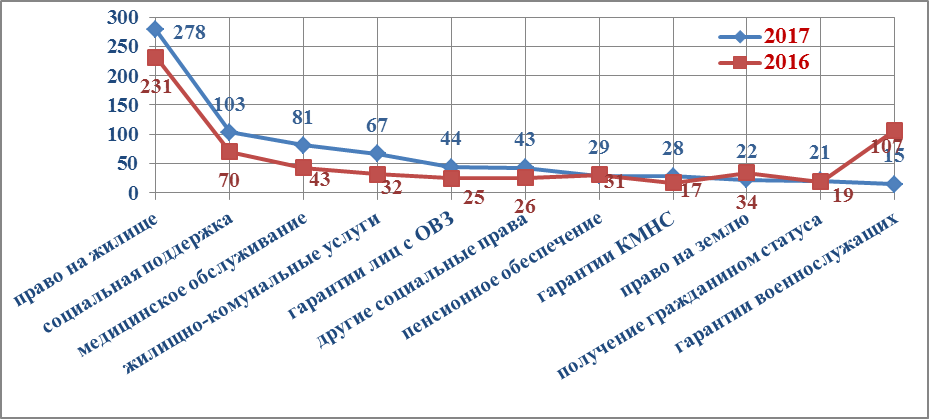 300
250
200
150
100
50
0
2017
2016
278
103
81
67
44
43
29
28
22
21
15
231
70
43
32
25
26
31
17
34
19
107
право на жилище
социальная поддержка
медицинское обслуживание
жилищно-комунальные услуги
гарантии лиц с ОВЗ
другие социальные права
пенсионное обеспечение
гарантии КМНС
право на землю
получение гражданином статуса
гарантии военнослужащих